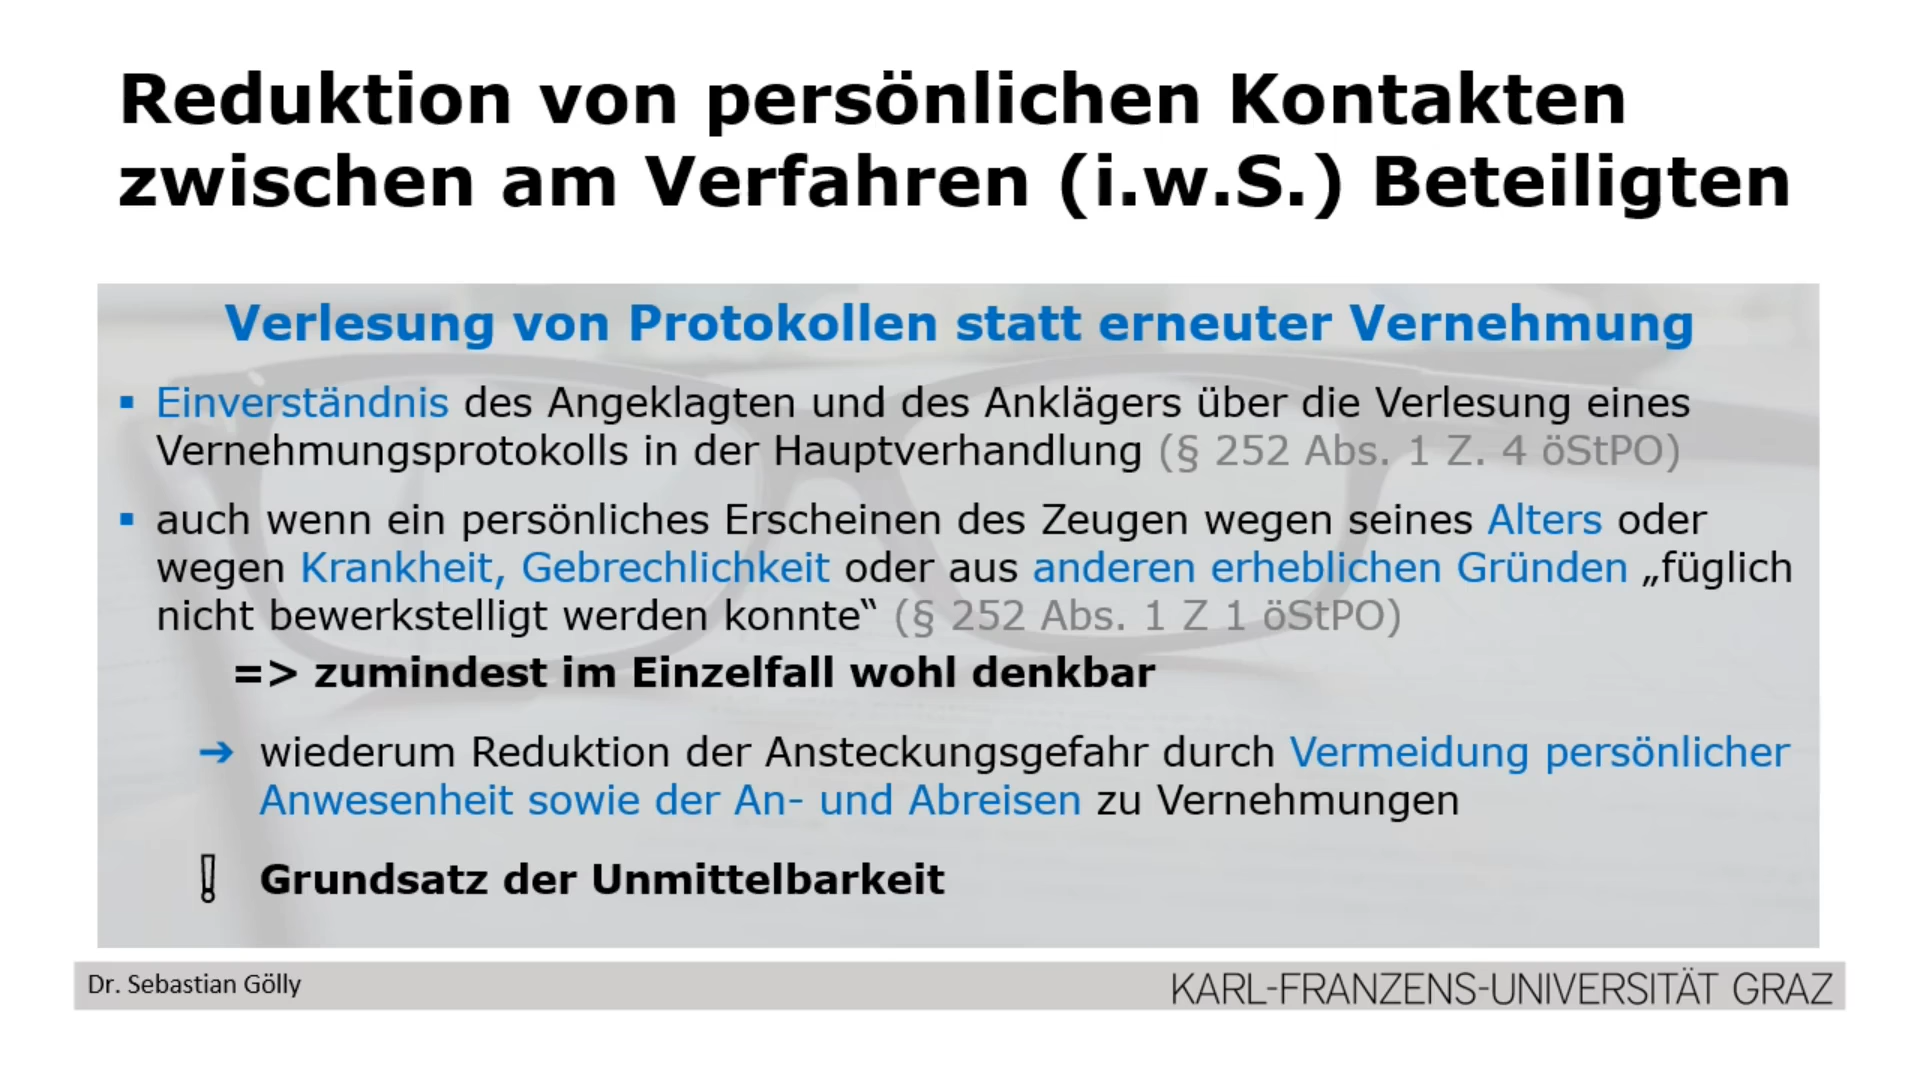 Reduktion von persönlichen Kontakten
zwischen am Verfahren (i.w.S.) Beteiligten
Verlesung von Protokollen statt erneuter Vernehmung
▪ Einverständnis des Angeklagten und des Anklägers über die Verlesung eines
Vernehmungsprotokolls in der Hauptverhandlung (§ 252 Abs. 1 Z. 4 öStPO)
▪ auch wenn ein persönliches Erscheinen des Zeugen wegen seines Alters oder
wegen Krankheit, Gebrechlichkeit oder aus anderen erheblichen Gründen „füglich
nicht bewerkstelligt werden konnte“ (§ 252 Abs. 1 Z 1 öStPO)
=> zumindest im Einzelfall wohl denkbar
➔ wiederum Reduktion der Ansteckungsgefahr durch Vermeidung persönlicher
Anwesenheit sowie der An- und Abreisen zu Vernehmungen
! Grundsatz der Unmittelbarkeit
Dr. Sebastian Gölly
KARL-FRANZENS-UNIVERSITÄT GRAZ